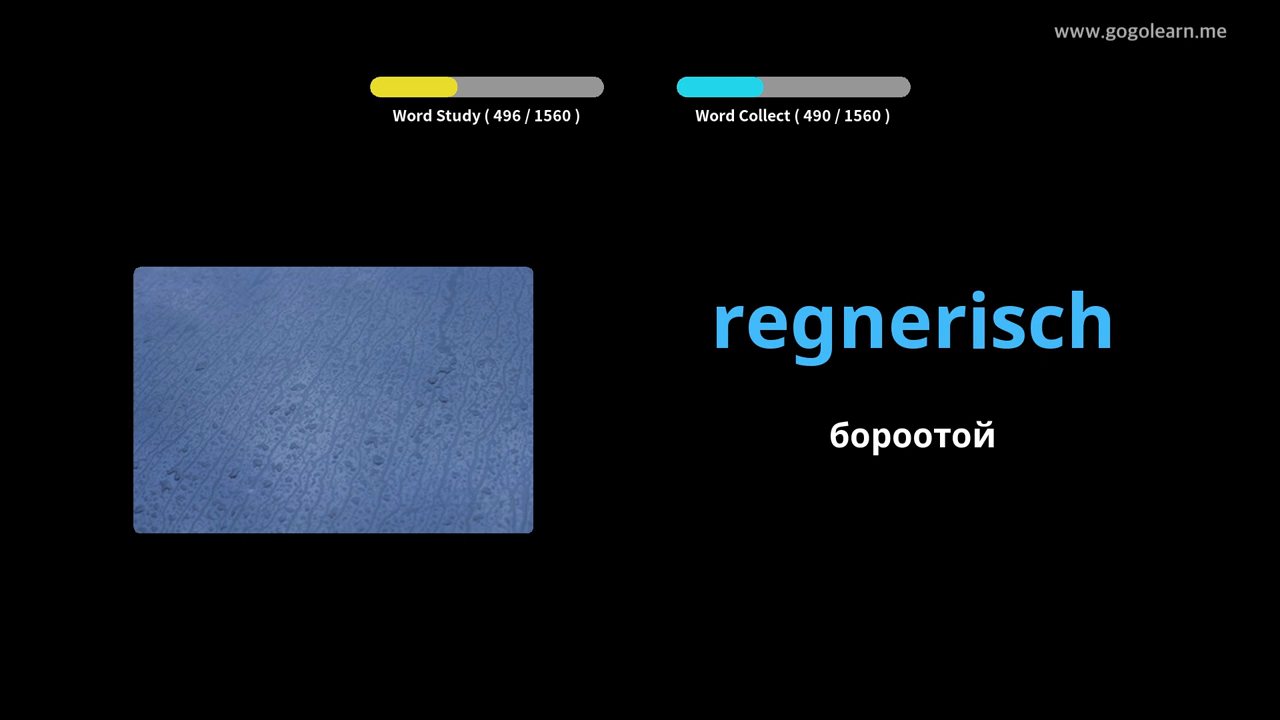 www.gogolearn.me
Word Study ( 496 / 1560 )
Word Collect ( 490 / 1560 )
regnerisch
бороотой